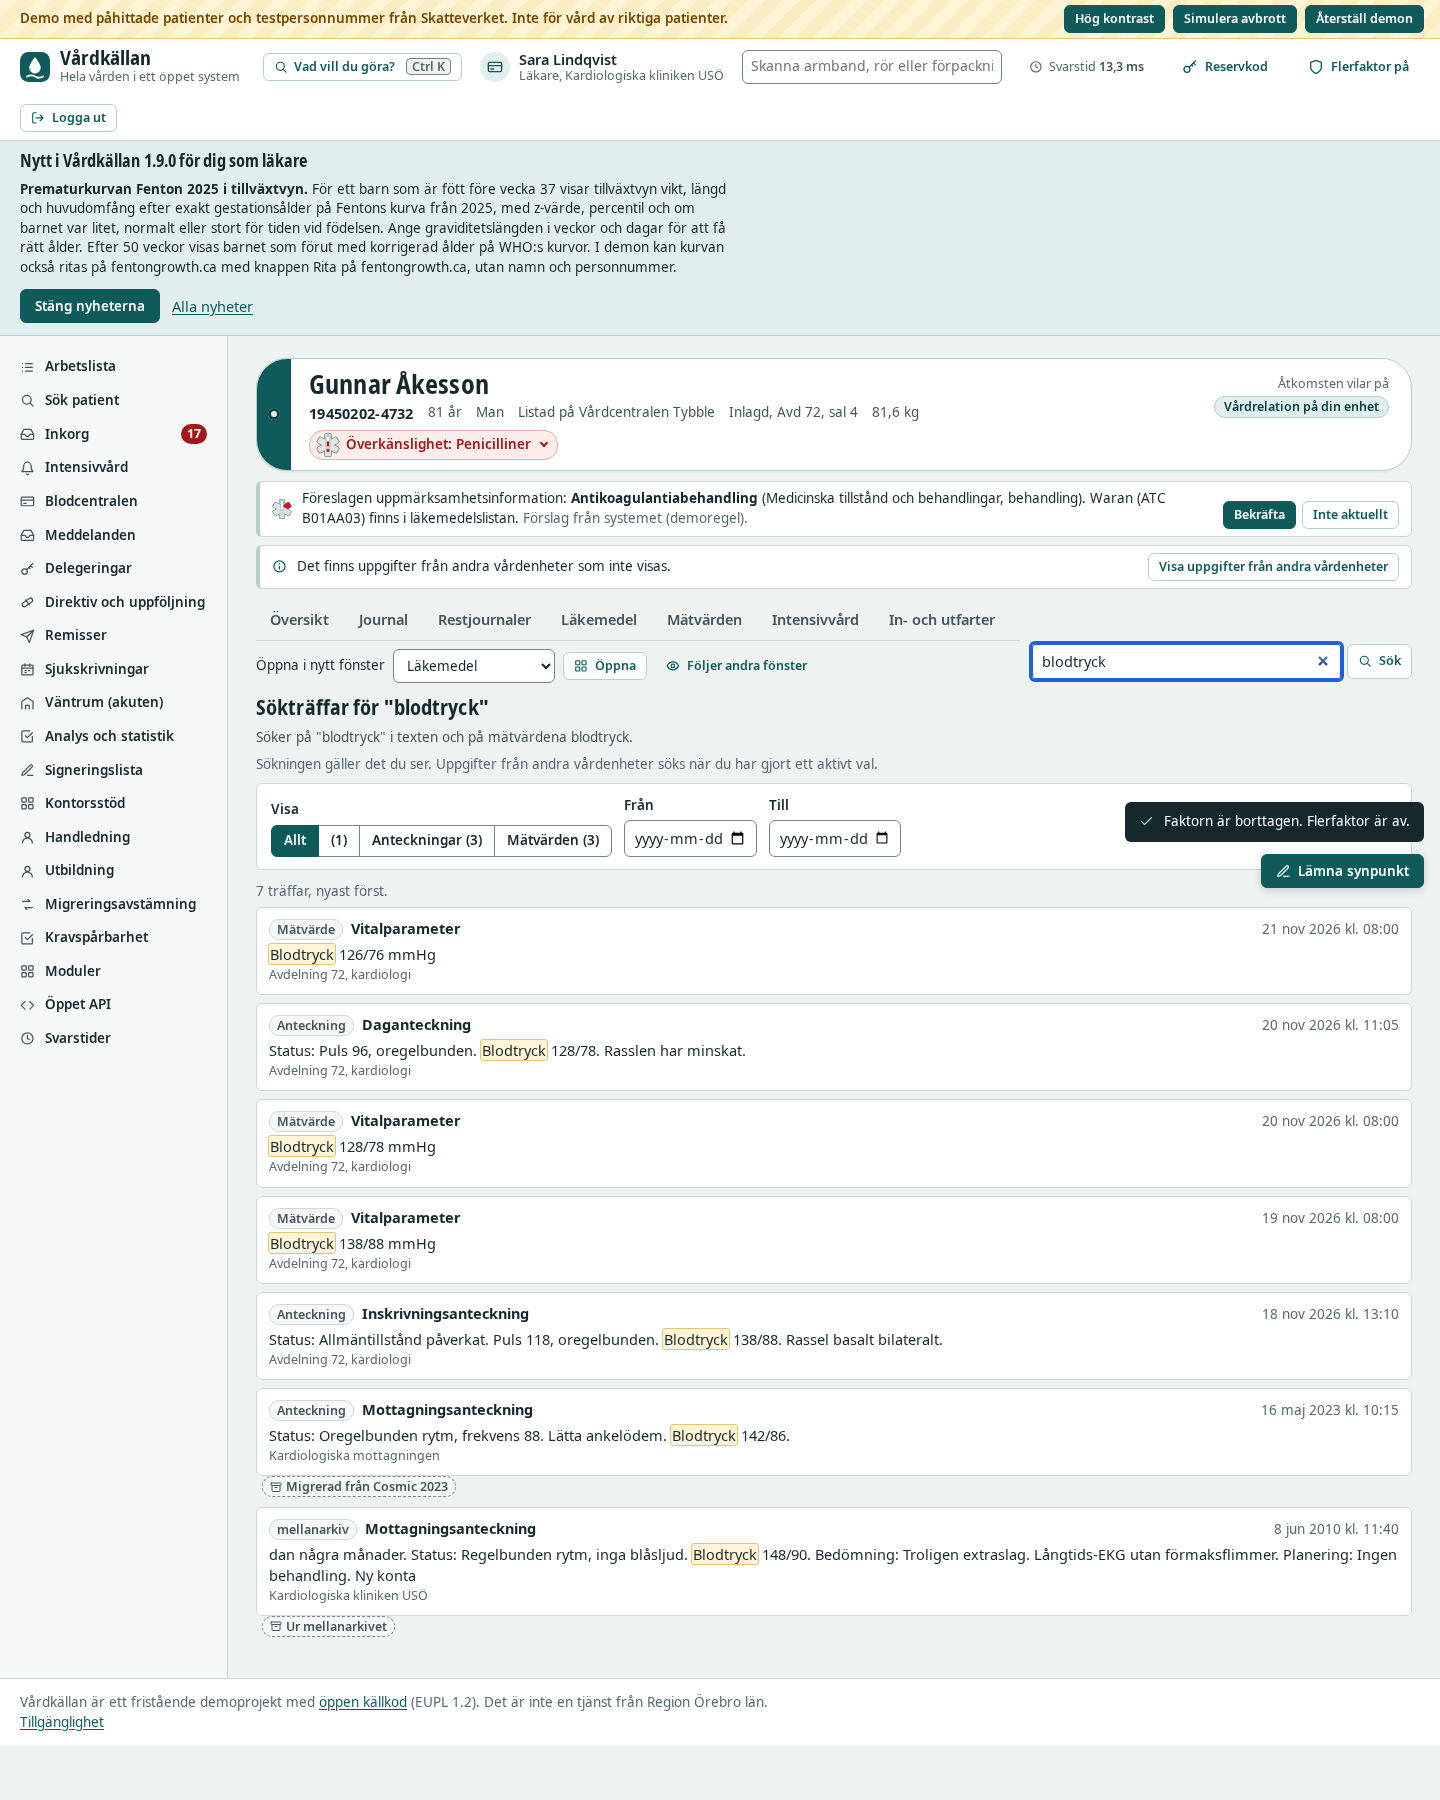 Demo med påhittade patienter och testpersonnummer från Skatteverket. Inte för vård av riktiga patienter.
Hög kontrast
Simulera avbrott
Återställ demon
Vårdkällan
Hela vården i ett öppet system
Vad vill du göra? Ctrl K
Sara Lindqvist
Läkare, Kardiologiska kliniken USÖ
Skanna armband, rör eller förpackni
Svarstid 13,3 ms
Reservkod
Flerfaktor på
Logga ut
Nytt i Vårdkällan 1.9.0 för dig som läkare
Prematurkurvan Fenton 2025 i tillväxtvyn. För ett barn som är fött före vecka 37 visar tillväxtvyn vikt, längd
och huvudomfång efter exakt gestationsålder på Fentons kurva från 2025, med z-värde, percentil och om
barnet var litet, normalt eller stort för tiden vid födelsen. Ange graviditetslängden i veckor och dagar för att få
rätt ålder. Efter 50 veckor visas barnet som förut med korrigerad ålder på WHO:s kurvor. I demon kan kurvan
också ritas på fentongrowth.ca med knappen Rita på fentongrowth.ca, utan namn och personnummer.
Stäng nyheterna
Alla nyheter
Arbetslista
Sök patient
Inkorg 17
Intensivvård
Blodcentralen
Meddelanden
Delegeringar
Direktiv och uppföljning
Remisser
Sjukskrivningar
Väntrum (akuten)
Analys och statistik
Signeringslista
Kontorsstöd
Handledning
Utbildning
Migreringsavstämning
Kravspårbarhet
Moduler
Öppet API
Svarstider
Gunnar Åkesson
19450202-4732 81 år Man Listad på Vårdcentralen Tybble Inlagd, Avd 72, sal 4 81,6 kg
Överkänslighet: Penicilliner
Åtkomsten vilar på
Vårdrelation på din enhet
Föreslagen uppmärksamhetsinformation: Antikoagulantiabehandling (Medicinska tillstånd och behandlingar, behandling). Waran (ATC
B01AA03) finns i läkemedelslistan. Förslag från systemet (demoregel).
Bekräfta
Inte aktuellt
Det finns uppgifter från andra vårdenheter som inte visas.
Visa uppgifter från andra vårdenheter
Översikt
Journal
Restjournaler
Läkemedel
Mätvärden
Intensivvård
In- och utfarter
Öppna i nytt fönster
Läkemedel
Öppna
Följer andra fönster
blodtryck
Sök
Sökträffar för "blodtryck"
Söker på "blodtryck" i texten och på mätvärdena blodtryck.
Sökningen gäller det du ser. Uppgifter från andra vårdenheter söks när du har gjort ett aktivt val.
Visa
Allt
(1)
Anteckningar (3)
Mätvärden (3)
Från
yyyy-mm-dd
Till
yyyy-mm-dd
Faktorn är borttagen. Flerfaktor är av.
Lämna synpunkt
7 träffar, nyast först.
Mätvärde Vitalparameter 21 nov 2026 kl. 08:00
Blodtryck 126/76 mmHg
Avdelning 72, kardiologi
Anteckning Daganteckning 20 nov 2026 kl. 11:05
Status: Puls 96, oregelbunden. Blodtryck 128/78. Rasslen har minskat.
Avdelning 72, kardiologi
Mätvärde Vitalparameter 20 nov 2026 kl. 08:00
Blodtryck 128/78 mmHg
Avdelning 72, kardiologi
Mätvärde Vitalparameter 19 nov 2026 kl. 08:00
Blodtryck 138/88 mmHg
Avdelning 72, kardiologi
Anteckning Inskrivningsanteckning 18 nov 2026 kl. 13:10
Status: Allmäntillstånd påverkat. Puls 118, oregelbunden. Blodtryck 138/88. Rassel basalt bilateralt.
Avdelning 72, kardiologi
Anteckning Mottagningsanteckning 16 maj 2023 kl. 10:15
Status: Oregelbunden rytm, frekvens 88. Lätta ankelödem. Blodtryck 142/86.
Kardiologiska mottagningen
Migrerad från Cosmic 2023
mellanarkiv Mottagningsanteckning 8 jun 2010 kl. 11:40
dan några månader. Status: Regelbunden rytm, inga blåsljud. Blodtryck 148/90. Bedömning: Troligen extraslag. Långtids-EKG utan förmaksflimmer. Planering: Ingen
behandling. Ny konta
Kardiologiska kliniken USÖ
Ur mellanarkivet
Vårdkällan är ett fristående demoprojekt med öppen källkod (EUPL 1.2). Det är inte en tjänst från Region Örebro län.
Tillgänglighet